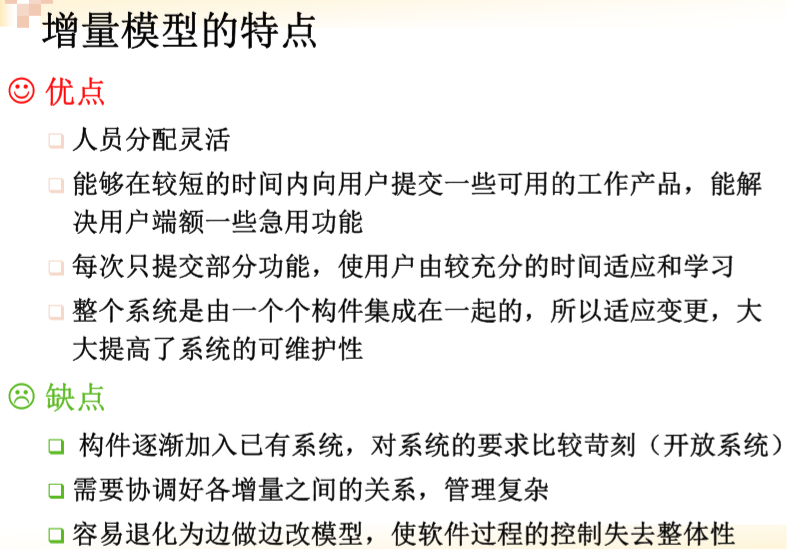 增量模型的特点
优点
人员分配灵活
能够在较短的时间内向用户提交一些可用的工作产品，能解
决用户端额一些急用功能
每次只提交部分功能，使用户由较充分的时间适应和学习
整个系统是由一个个构件集成在一起的，所以适应变更，大
大提高了系统的可维护性
缺点
构件逐渐加入已有系统，对系统的要求比较苛刻（开放系统）
需要协调好各增量之间的关系，管理复杂
容易退化为边做边改模型，使软件过程的控制失去整体性